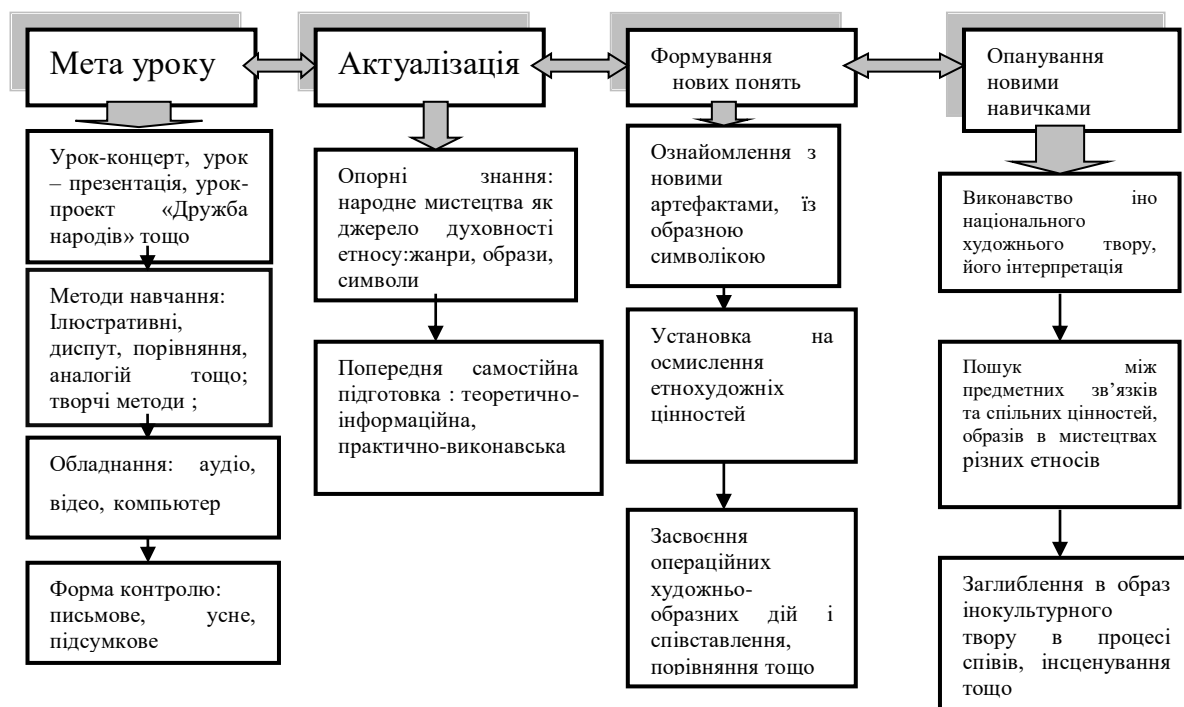 Мета уроку
Урок-концерт, урок
– презентація, урок-
проект «Дружба
народів» тощо
Методи навчання:
Ілюстративні,
диспут, порівняння,
аналогій тощо;
творчі методи ;
Обладнання: аудіо,
відео, компьютер
Форма контролю:
письмове, усне,
підсумкове
Актуалізація
Опорні знання:
народне мистецтва як
джерело духовності
етносу:жанри, образи,
символи
Попередня самостійна
підготовка : теоретично-
інформаційна,
практично-виконавська
Формування
нових понять
Ознайомлення з
новими
артефактами, їз
образною
символікою
Установка на
осмислення
етнохудожніх
цінностей
Засвоєння
операційних
художньо-
образних дій і
співставлення,
порівняння тощо
Опанування
новими
навичками
Виконавство іно
національного
художнього твору,
його інтерпретація
Пошук між
предметних зв’язків
та спільних цінностей,
образів в мистецтвах
різних етносів
Заглиблення в образ
інокультурного
твору в процесі
співів, інсценування
тощо